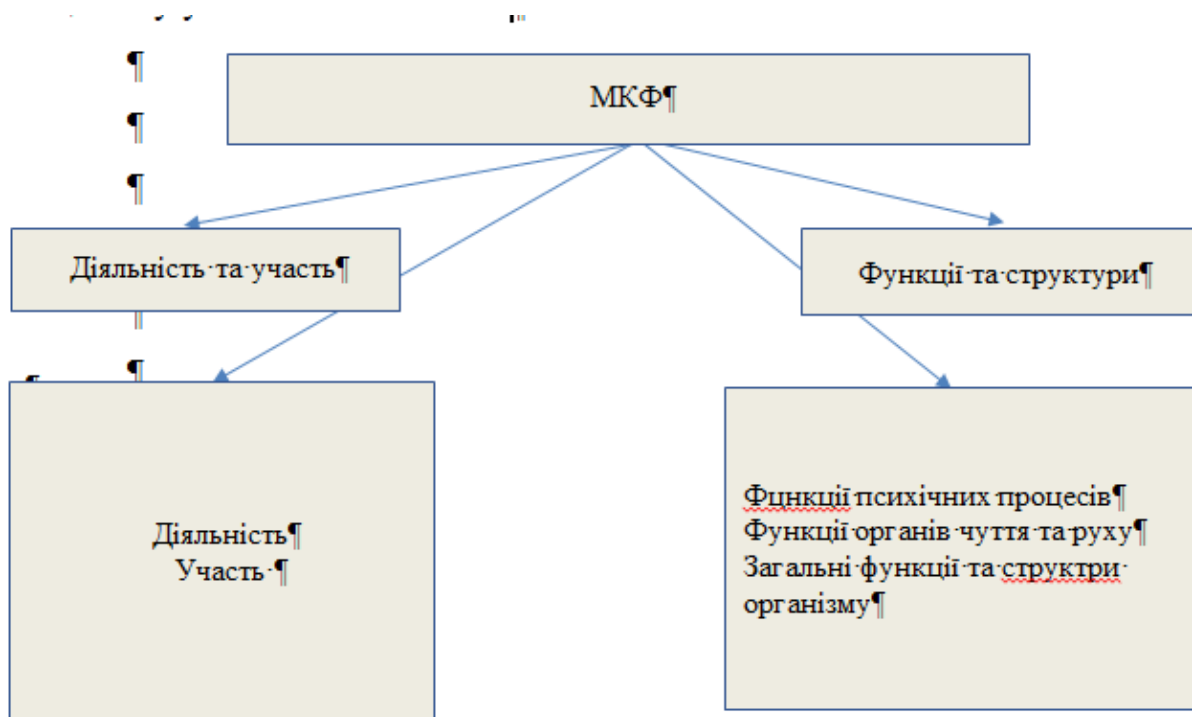 МКФ¶
Діяльність·та·участь¶
Функції·та·структури¶
Діяльність¶
Участь·¶
Фцнкції·психічних·процесів¶
Функції·органів·чуття·та·руху¶
Загальні·функції·та·структри·
організму¶